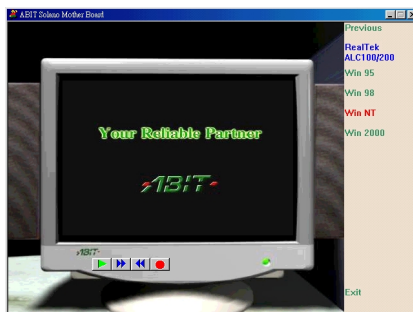 ABIT Solano Mother Board
Previous
RealTek
ALC100/200
Win 95
Win 98
Win NT
Win 2000
Exit
Your Reliable Partner
ABIT
ABIT